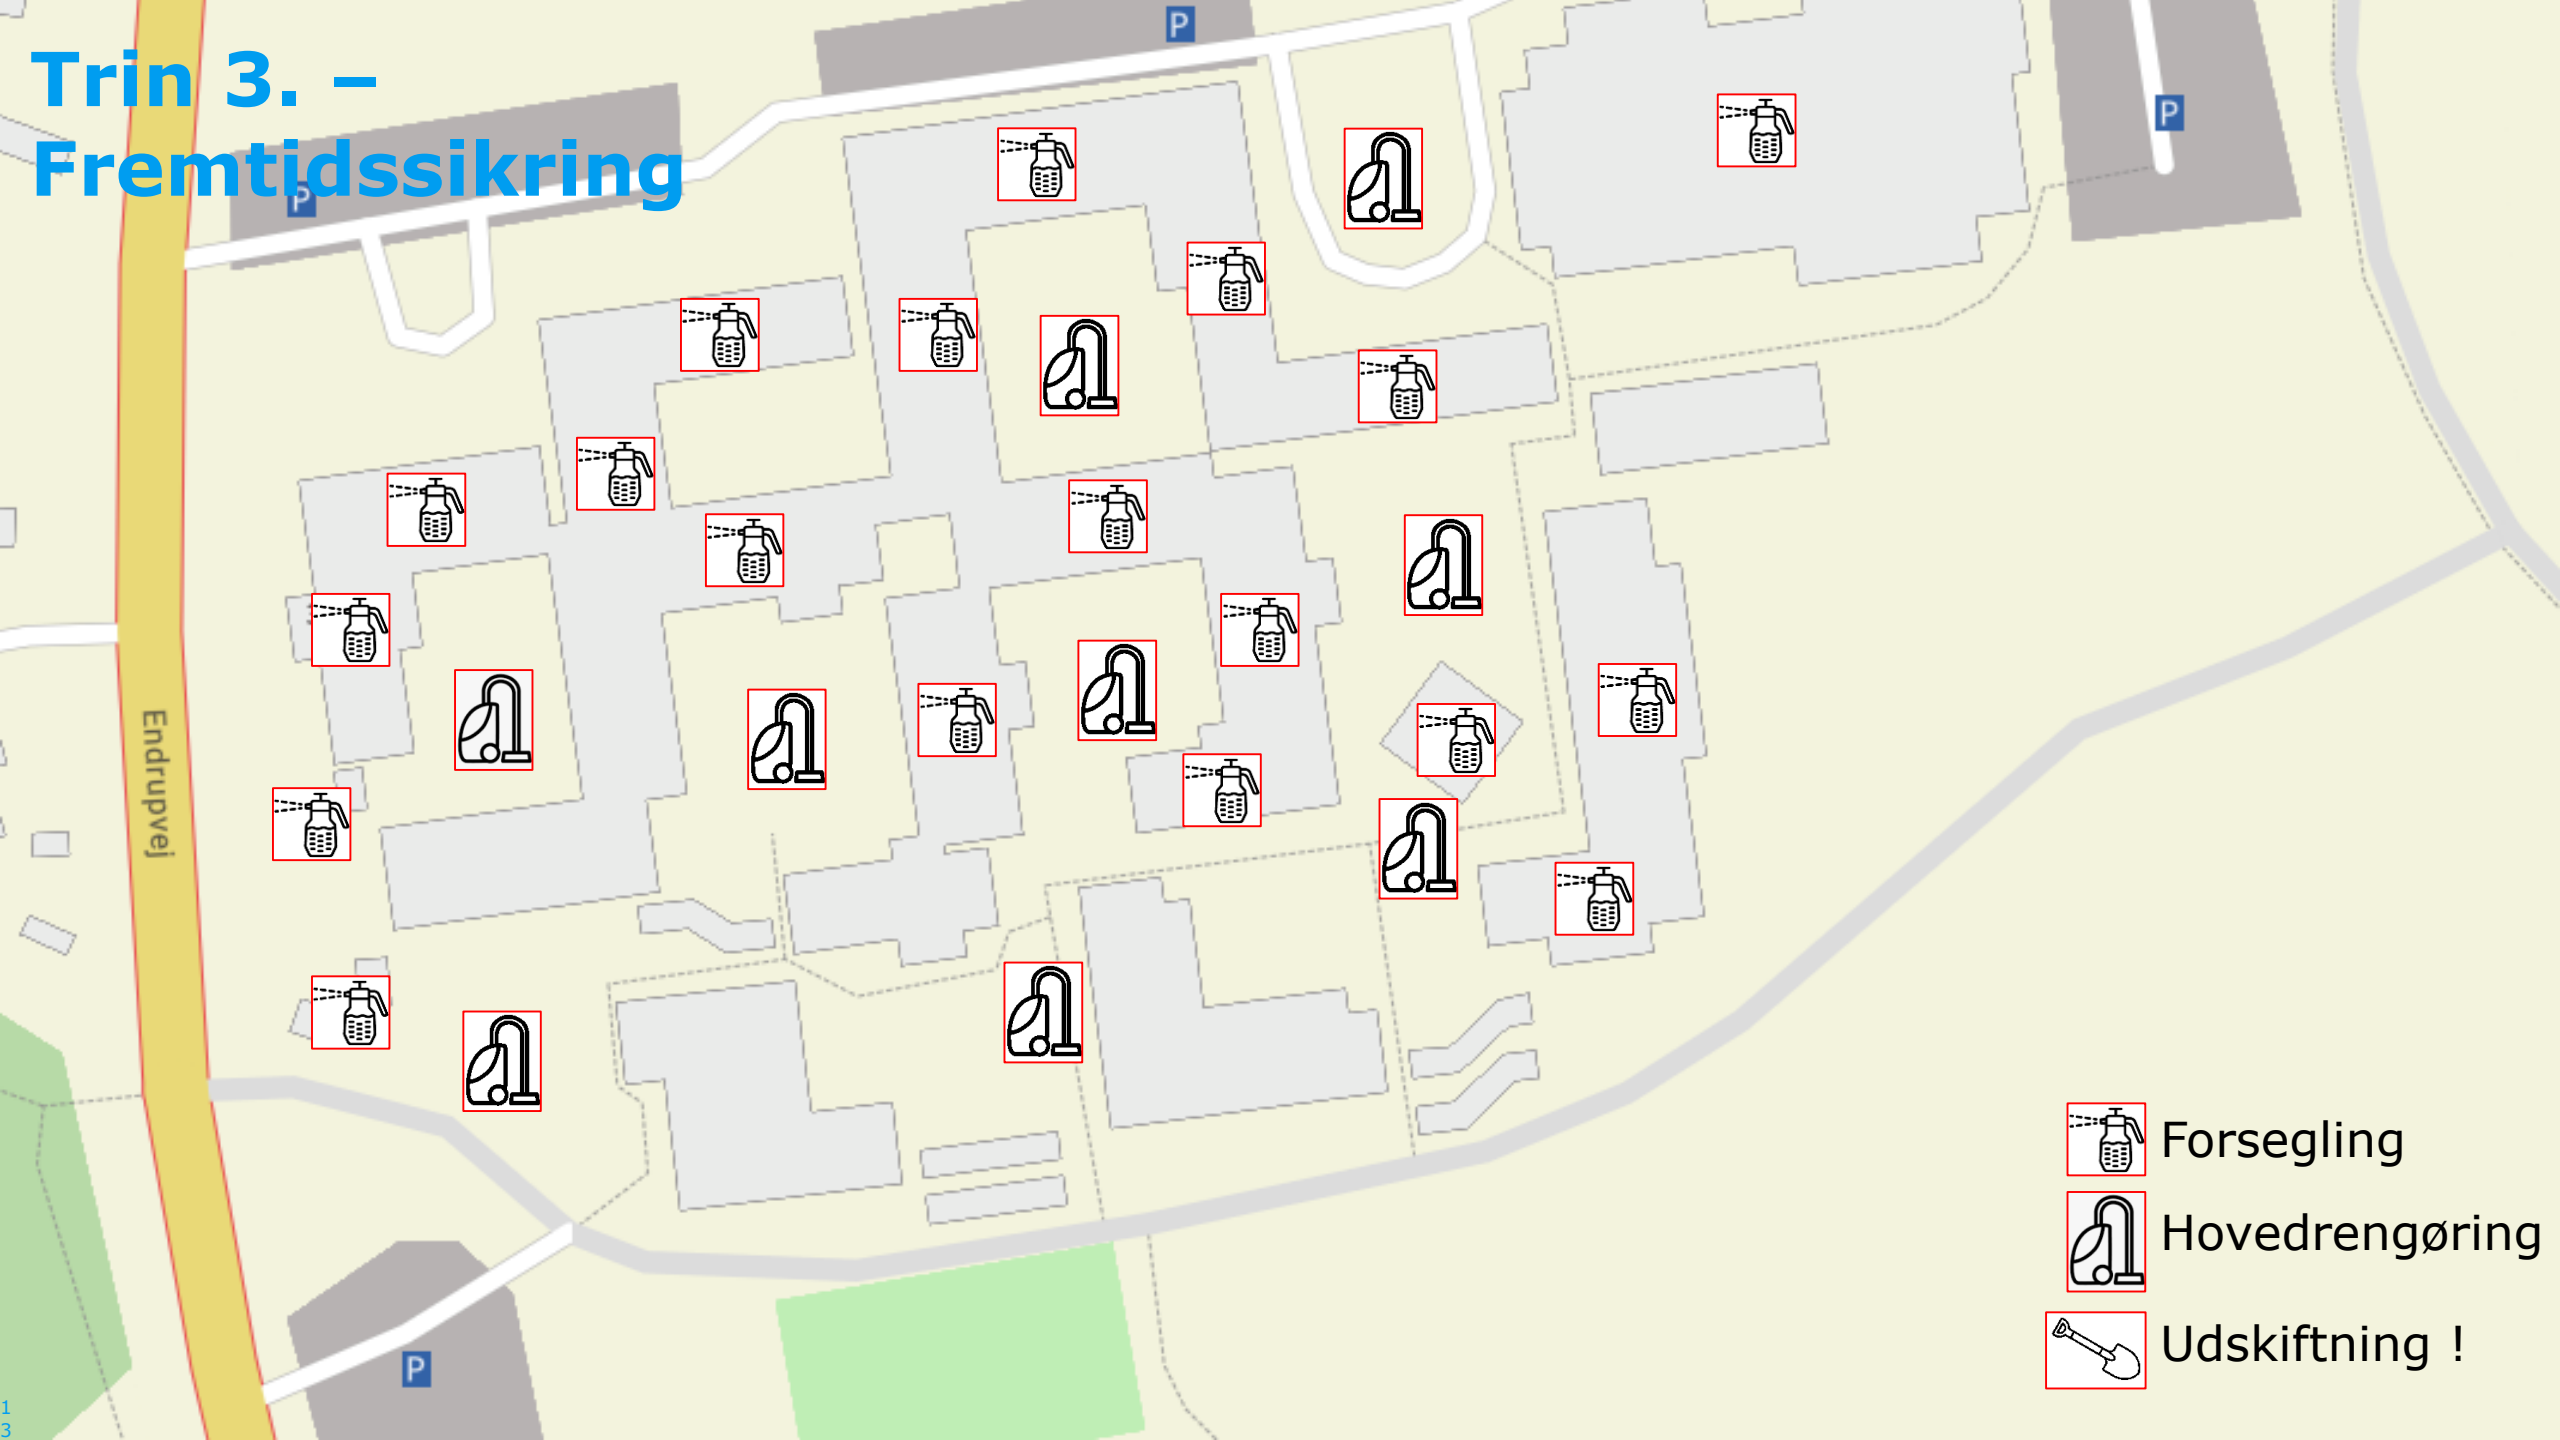 Trin 3. –
Fremtidssikring
P
P
P
Endrupvej
P
Forsegling
Hovedrengøring
Udskiftning !
1
3